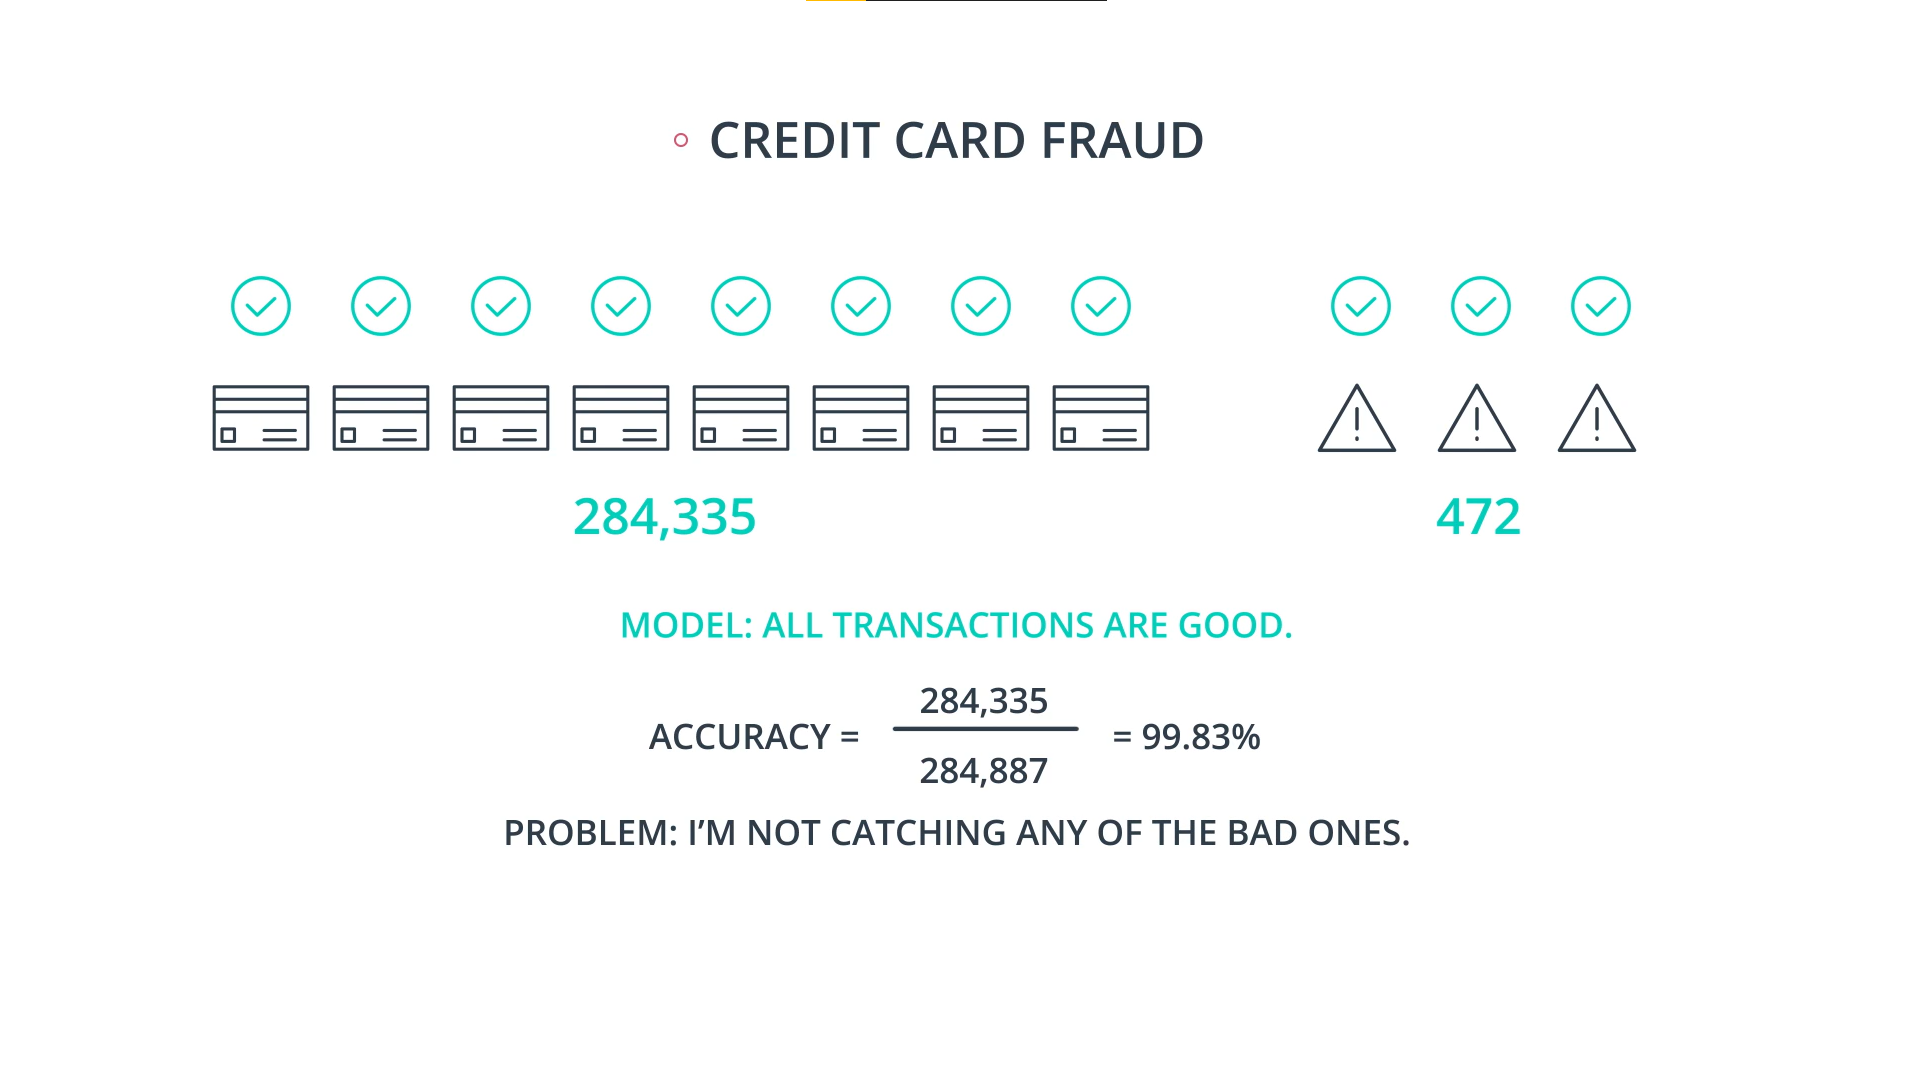 CREDIT CARD FRAUD
284,335
472
MODEL: ALL TRANSACTIONS ARE GOOD.
284,335
ACCURACY =
= 99.83%
284,887
PROBLEM: I’M NOT CATCHING ANY OF THE BAD ONES.